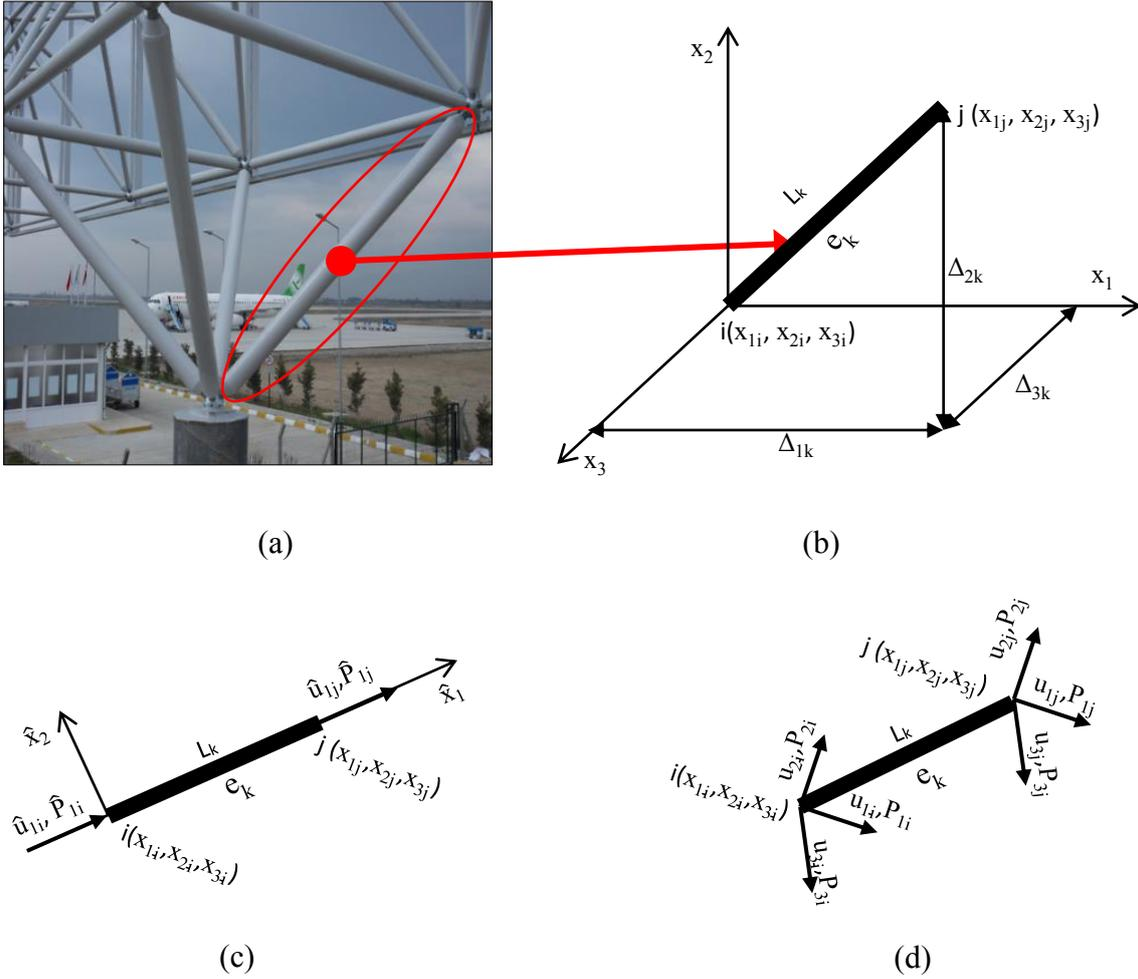 x₂
j (x₁ⱼ, x₂ⱼ, x₃ⱼ)
Lₖ
eₖ
Δ₂ₖ
x₁
i(x₁ᵢ, x₂ᵢ, x₃ᵢ)
Δ₃ₖ
Δ₁ₖ
x₃
(a)
(b)
û₁ⱼ,P̂₁ⱼ
x̂₁
x̂₂
Lₖ
eₖ
j (x₁ⱼ,x₂ⱼ,x₃ⱼ)
û₁ᵢ,P̂₁ᵢ
i(x₁ᵢ,x₂ᵢ,x₃ᵢ)
(c)
u₂ⱼ,P₂ⱼ
j (x₁ⱼ,x₂ⱼ,x₃ⱼ)
u₁ⱼ,P₁ⱼ
u₃ⱼ,P₃ⱼ
u₂ᵢ,P₂ᵢ
Lₖ
eₖ
i(x₁ᵢ,x₂ᵢ,x₃ᵢ)
u₁ᵢ,P₁ᵢ
u₃ᵢ,P₃ᵢ
(d)